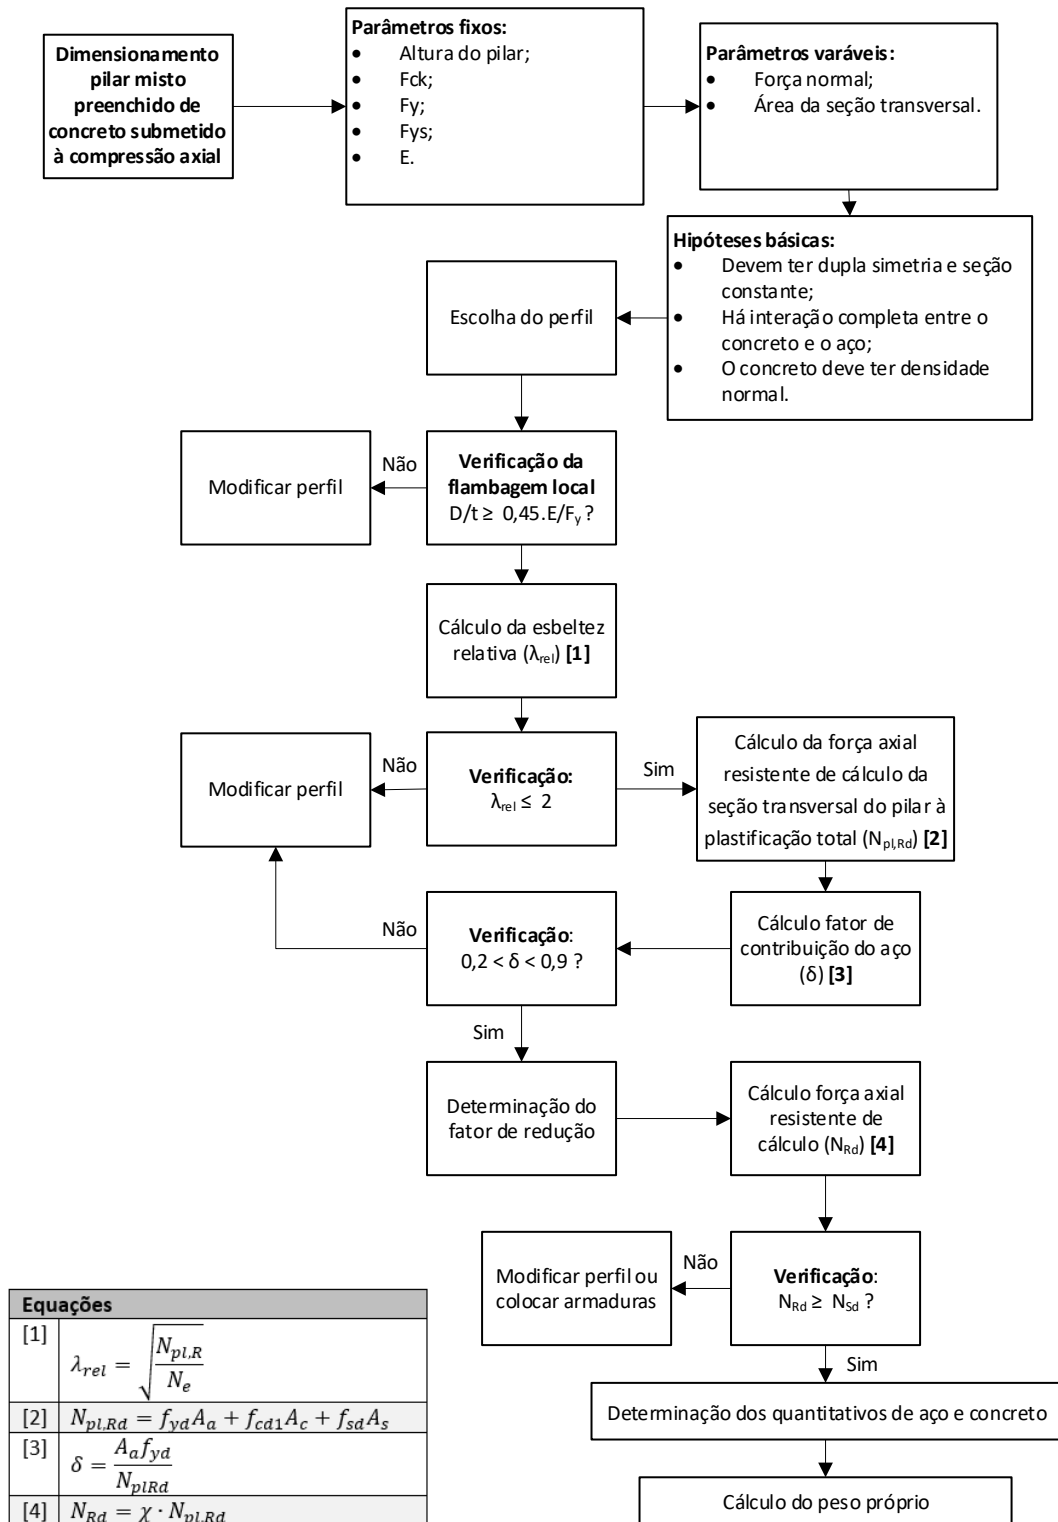 Dimensionamento
pilar misto
preenchido de
concreto submetido
à compressão axial
Parâmetros fixos:
• Altura do pilar;
• Fck;
• Fy;
• Fys;
• E.
Parâmetros varáveis:
• Força normal;
• Área da seção transversal.
Hipóteses básicas:
• Devem ter dupla simetria e seção
constante;
• Há interação completa entre o
concreto e o aço;
• O concreto deve ter densidade
normal.
Escolha do perfil
Verificação da
flambagem local
D/t ≥ 0,45.E/Fy ?
Não
Modificar perfil
Cálculo da esbeltez
relativa (λrel) [1]
Verificação:
λrel ≤ 2
Não
Modificar perfil
Sim
Cálculo da força axial
resistente de cálculo da
seção transversal do pilar à
plastificação total (Npl,Rd) [2]
Cálculo fator de
contribuição do aço
(δ) [3]
Verificação:
0,2 < δ < 0,9 ?
Não
Sim
Determinação do
fator de redução
Cálculo força axial
resistente de
cálculo (NRd) [4]
Verificação:
NRd ≥ NSd ?
Não
Modificar perfil ou
colocar armaduras
Sim
Determinação dos quantitativos de aço e concreto
Cálculo do peso próprio
Equações
[1] λrel = √(Npl,R / Ne)
[2] Npl,Rd = fyd Aa + fcd1 Ac + fsd As
[3] δ = Aa fyd / NplRd
[4] NRd = χ · Npl,Rd